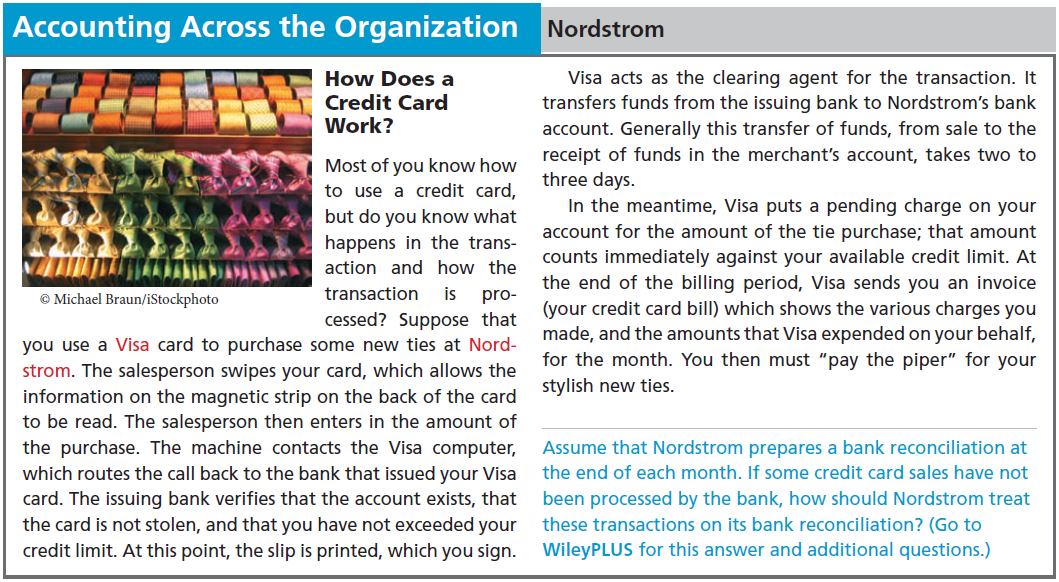 Accounting Across the Organization
Nordstrom
How Does a
Credit Card
Work?
Most of you know how
to use a credit card,
but do you know what
happens in the trans-
action and how the
transaction is pro-
cessed? Suppose that
© Michael Braun/iStockphoto
you use a Visa card to purchase some new ties at Nord-
strom. The salesperson swipes your card, which allows the
information on the magnetic strip on the back of the card
to be read. The salesperson then enters in the amount of
the purchase. The machine contacts the Visa computer,
which routes the call back to the bank that issued your Visa
card. The issuing bank verifies that the account exists, that
the card is not stolen, and that you have not exceeded your
credit limit. At this point, the slip is printed, which you sign.
Visa acts as the clearing agent for the transaction. It
transfers funds from the issuing bank to Nordstrom's bank
account. Generally this transfer of funds, from sale to the
receipt of funds in the merchant's account, takes two to
three days.
In the meantime, Visa puts a pending charge on your
account for the amount of the tie purchase; that amount
counts immediately against your available credit limit. At
the end of the billing period, Visa sends you an invoice
(your credit card bill) which shows the various charges you
made, and the amounts that Visa expended on your behalf,
for the month. You then must “pay the piper” for your
stylish new ties.
Assume that Nordstrom prepares a bank reconciliation at
the end of each month. If some credit card sales have not
been processed by the bank, how should Nordstrom treat
these transactions on its bank reconciliation? (Go to
WileyPLUS for this answer and additional questions.)